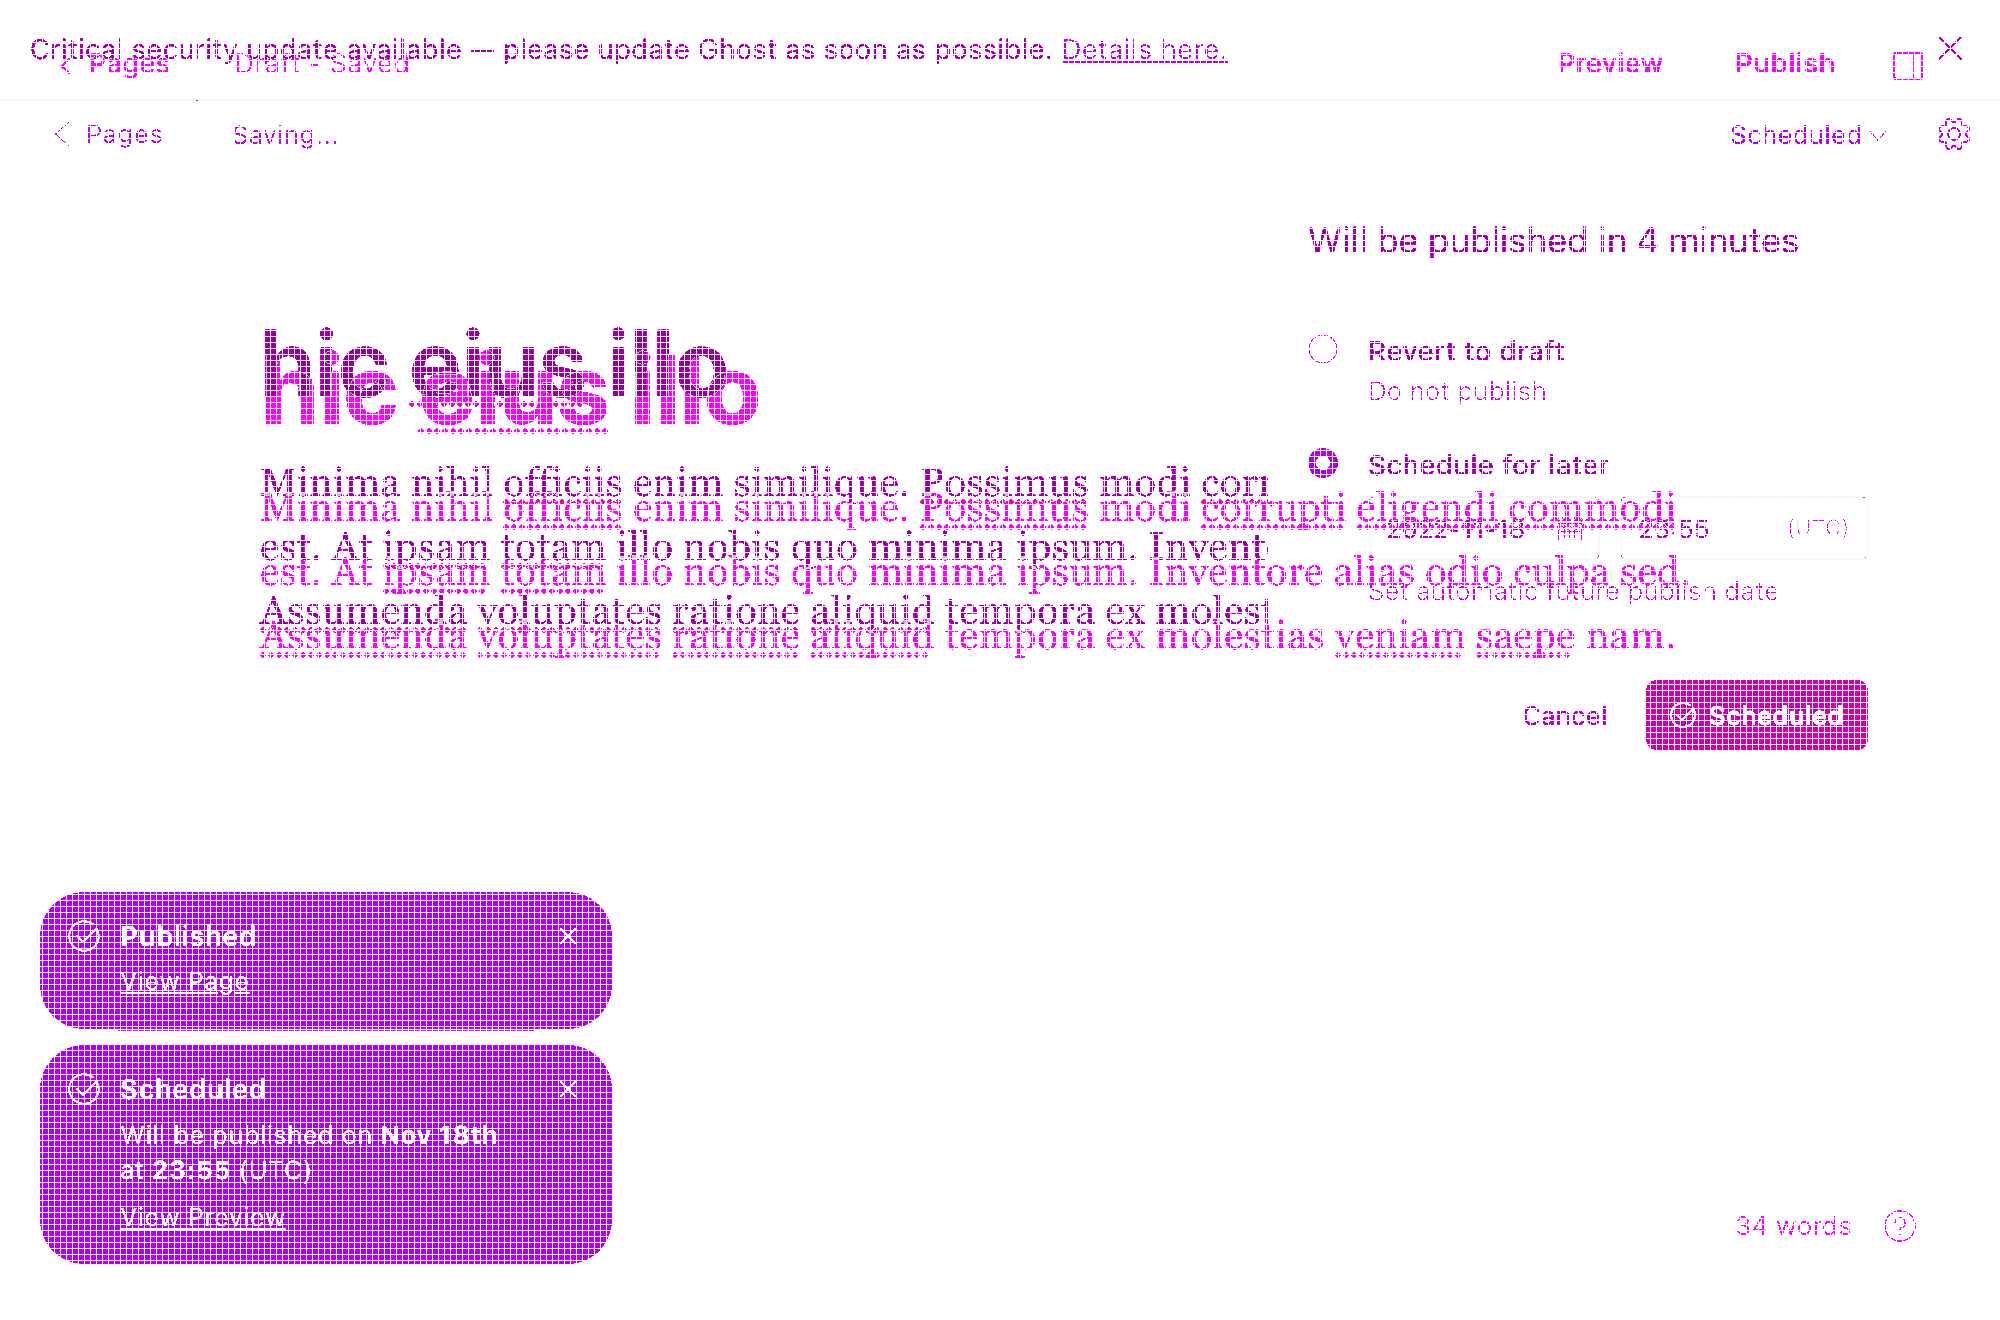 Critical security update available — please update Ghost as soon as possible. Details here.
Pages Draft - Saved Preview Publish
Pages Saving... Scheduled
Will be published in 4 minutes
hic eius illo
hic eius illo
Revert to draft
Do not publish
Schedule for later
Minima nihil officiis enim similique. Possimus modi corr
Minima nihil officiis enim similique. Possimus modi corrupti eligendi commodi
2022-11-18 23:55 (UTC)
est. At ipsam totam illo nobis quo minima ipsum. Invent
est. At ipsam totam illo nobis quo minima ipsum. Inventore alias odio culpa sed.
Set automatic future publish date
Assumenda voluptates ratione aliquid tempora ex molest
Assumenda voluptates ratione aliquid tempora ex molestias veniam saepe nam.
Cancel Scheduled
Published
View Page
Scheduled
Will be published on Nov 18th
at 23:55 (UTC)
View Preview
34 words